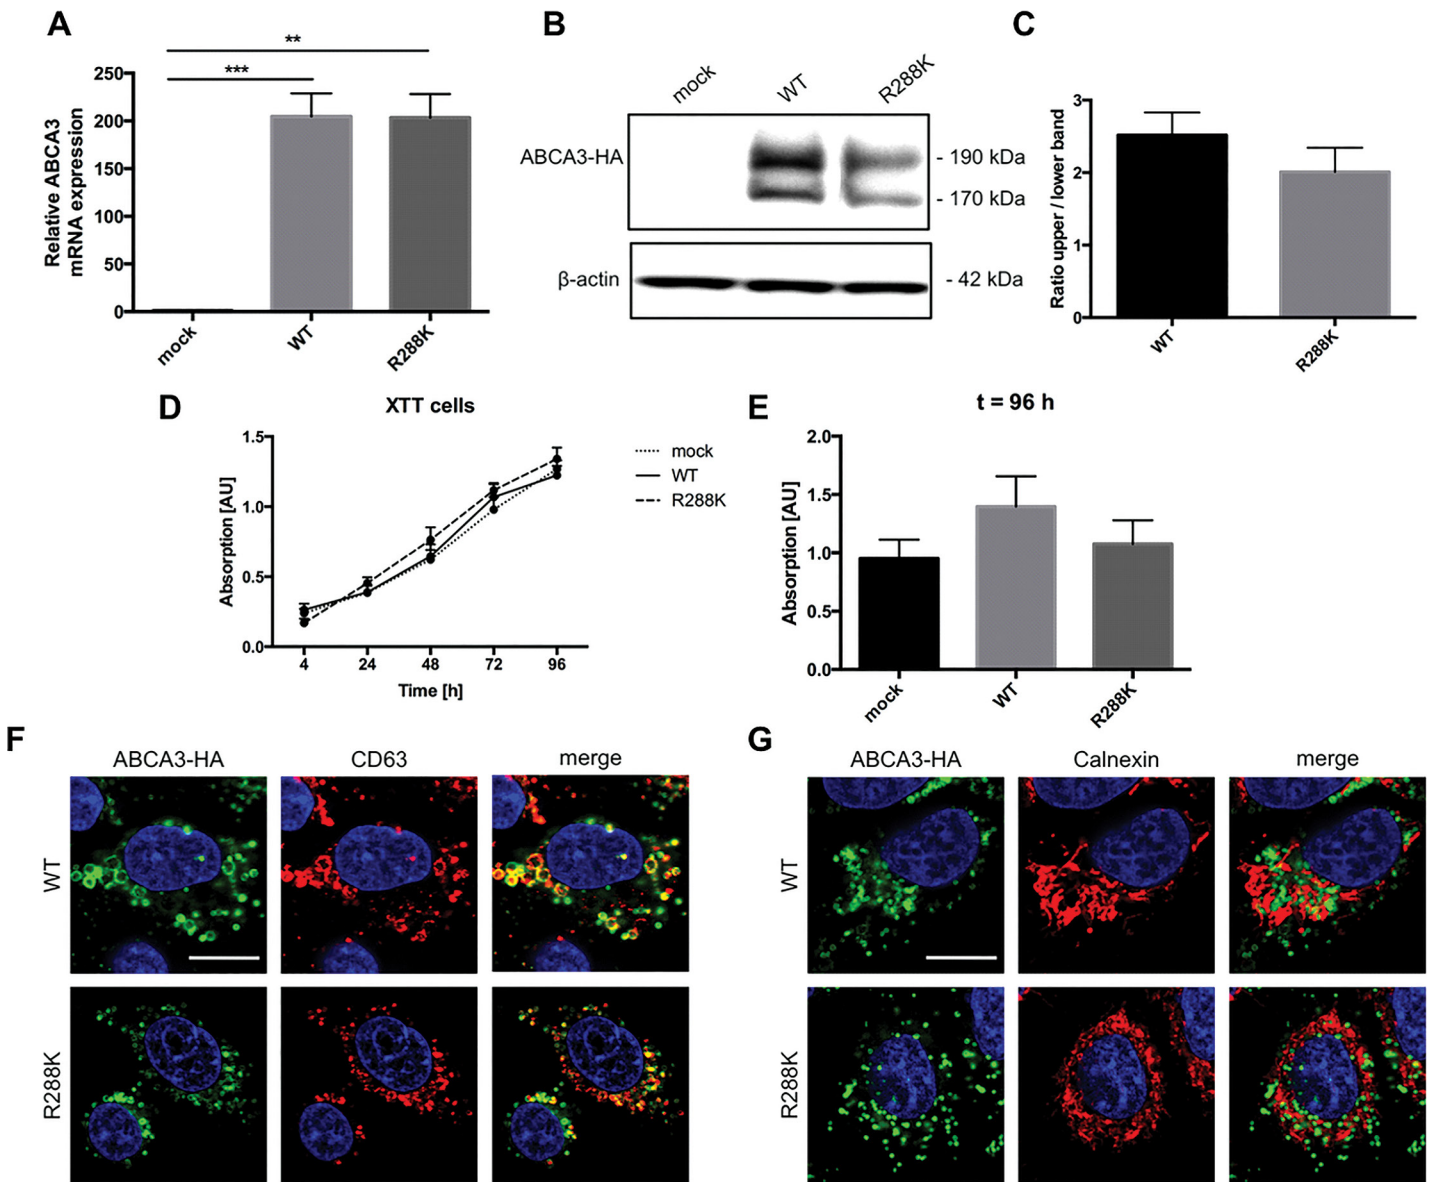 A
**
***
Relative ABCA3
mRNA expression
250
200
150
100
50
0
mock
WT
R288K
B
mock
WT
R288K
ABCA3-HA
- 190 kDa
- 170 kDa
β-actin
- 42 kDa
C
Ratio upper / lower band
3
2
1
0
WT
R288K
D
XTT cells
Absorption [AU]
1.5
1.0
0.5
0.0
4
24
48
72
96
Time [h]
mock
WT
R288K
E
t = 96 h
Absorption [AU]
2.0
1.5
1.0
0.5
0.0
mock
WT
R288K
F
ABCA3-HA
CD63
merge
WT
R288K
G
ABCA3-HA
Calnexin
merge
WT
R288K